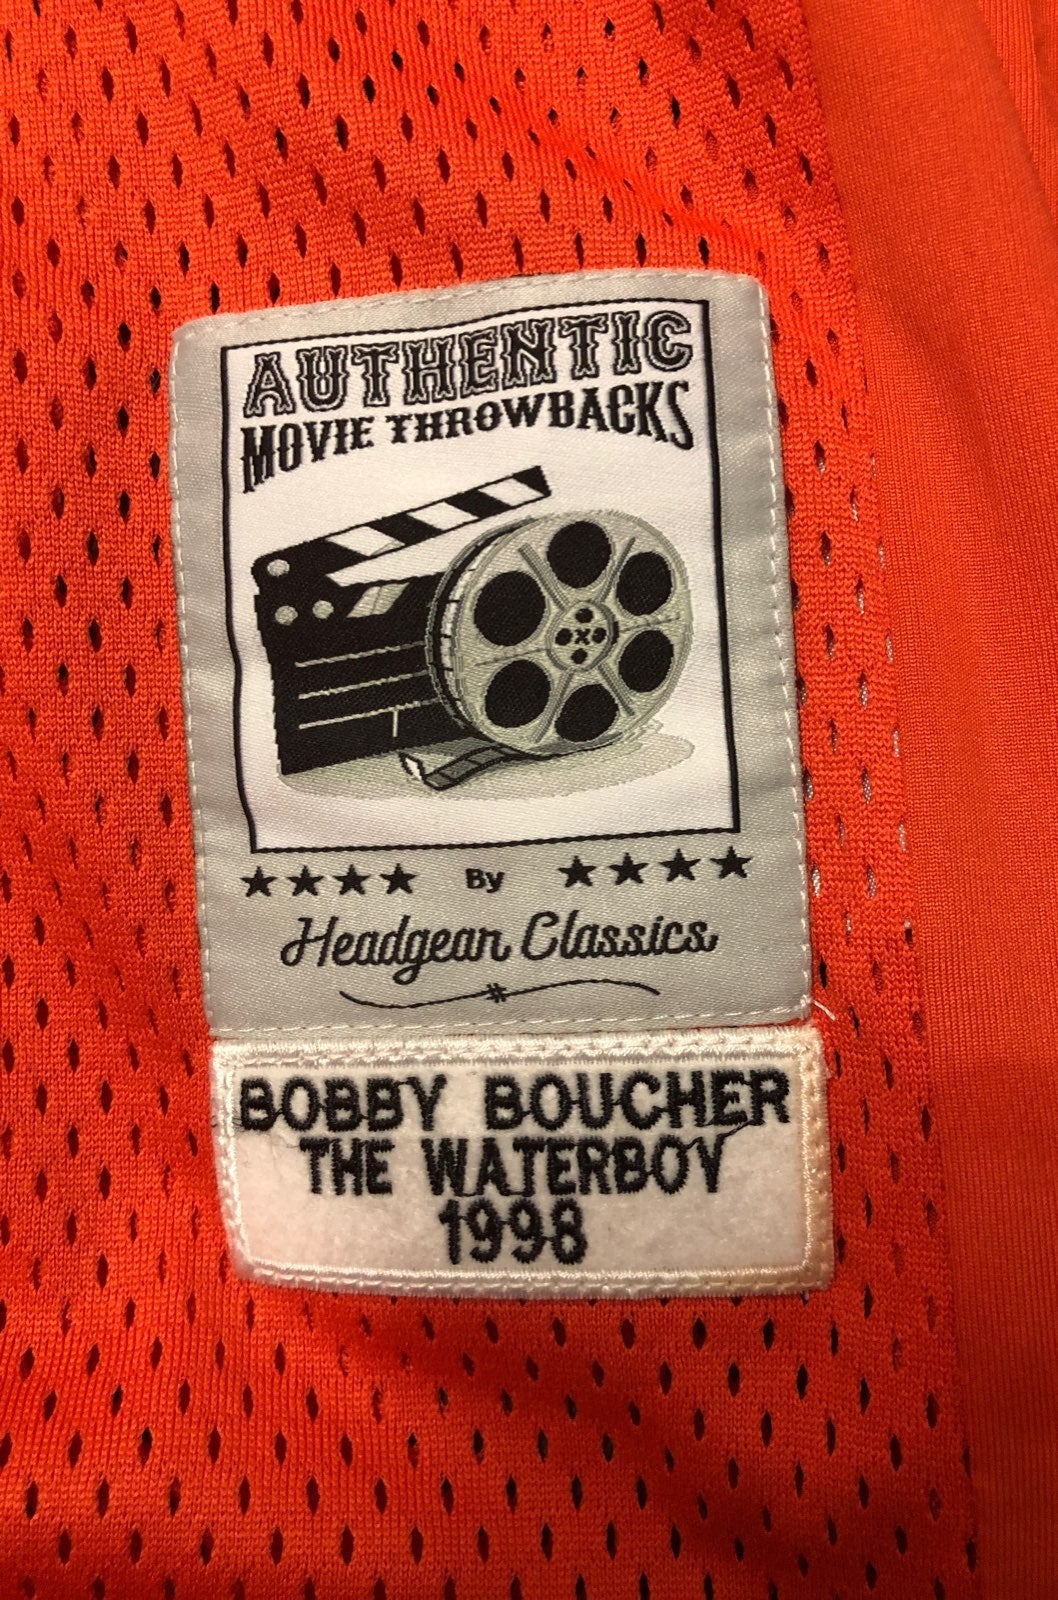 AUTHENTIC
MOVIE THROWBACKS
★★★★ By ★★★★
Headgear Classics
BOBBY BOUCHER
THE WATERBOY
1998